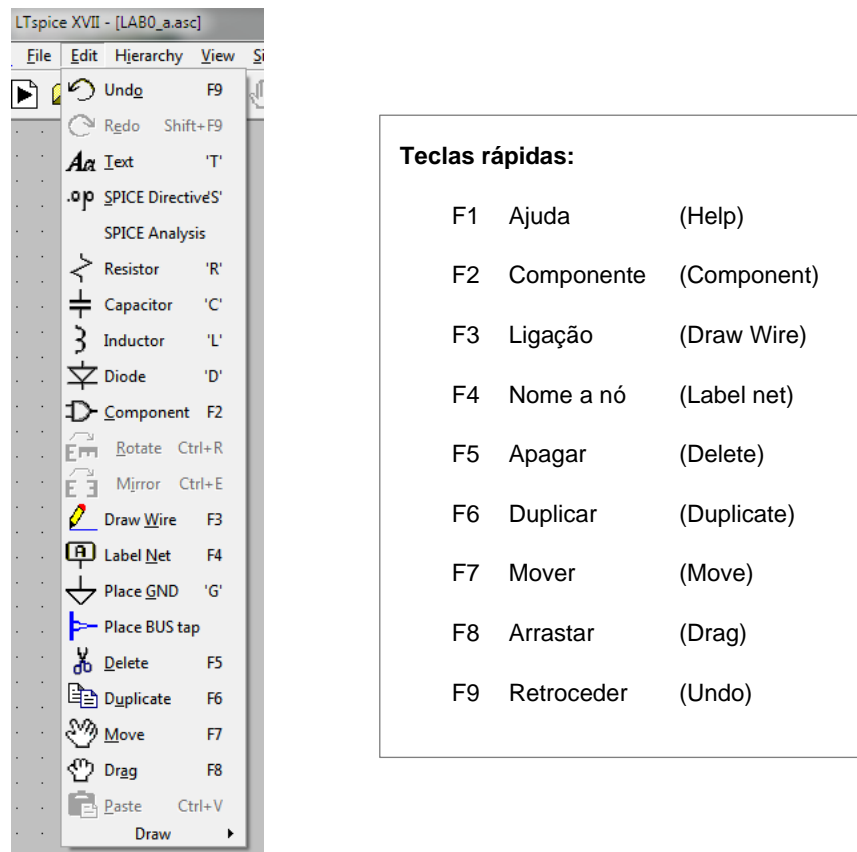 LTspice XVII - [LAB0_a.asc]
File Edit Hierarchy View Si
Undo F9
Redo Shift+F9
Aa Text 'T'
.op SPICE Directive'S'
SPICE Analysis
Resistor 'R'
Capacitor 'C'
Inductor 'L'
Diode 'D'
Component F2
Rotate Ctrl+R
Mirror Ctrl+E
Draw Wire F3
A Label Net F4
Place GND 'G'
Place BUS tap
Delete F5
Duplicate F6
Move F7
Drag F8
Paste Ctrl+V
Draw
Teclas rápidas:
F1 Ajuda (Help)
F2 Componente (Component)
F3 Ligação (Draw Wire)
F4 Nome a nó (Label net)
F5 Apagar (Delete)
F6 Duplicar (Duplicate)
F7 Mover (Move)
F8 Arrastar (Drag)
F9 Retroceder (Undo)